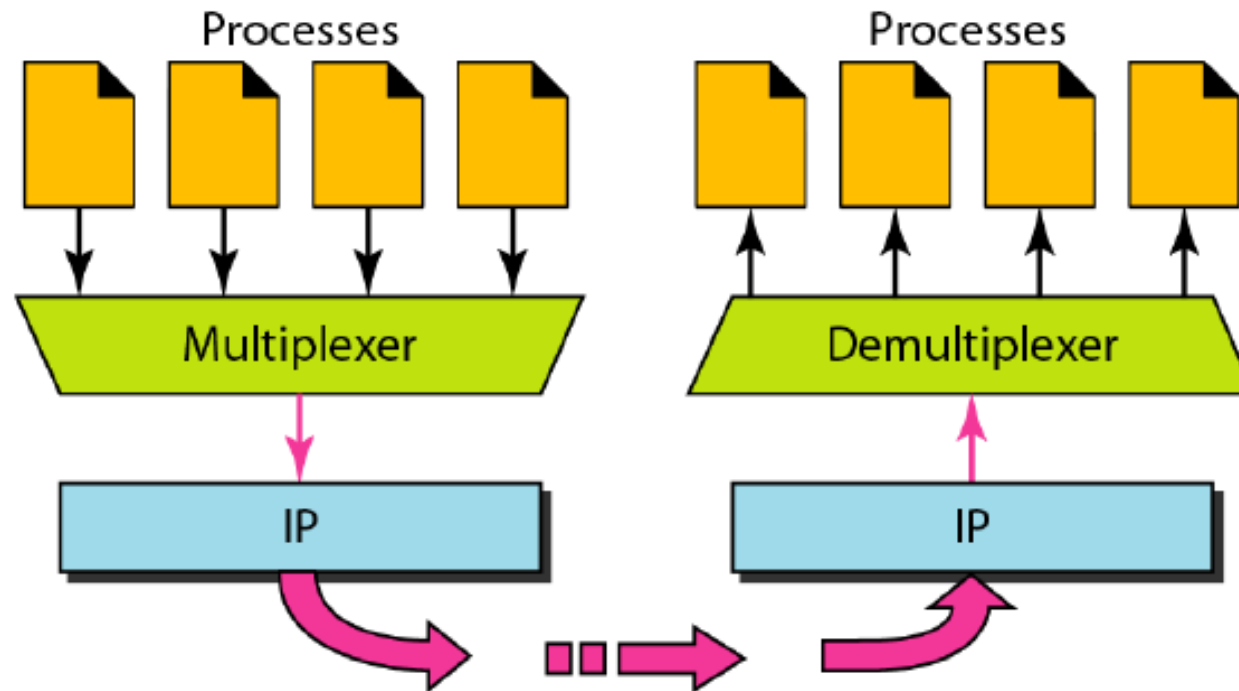 Processes
Processes
Multiplexer
Demultiplexer
IP
IP